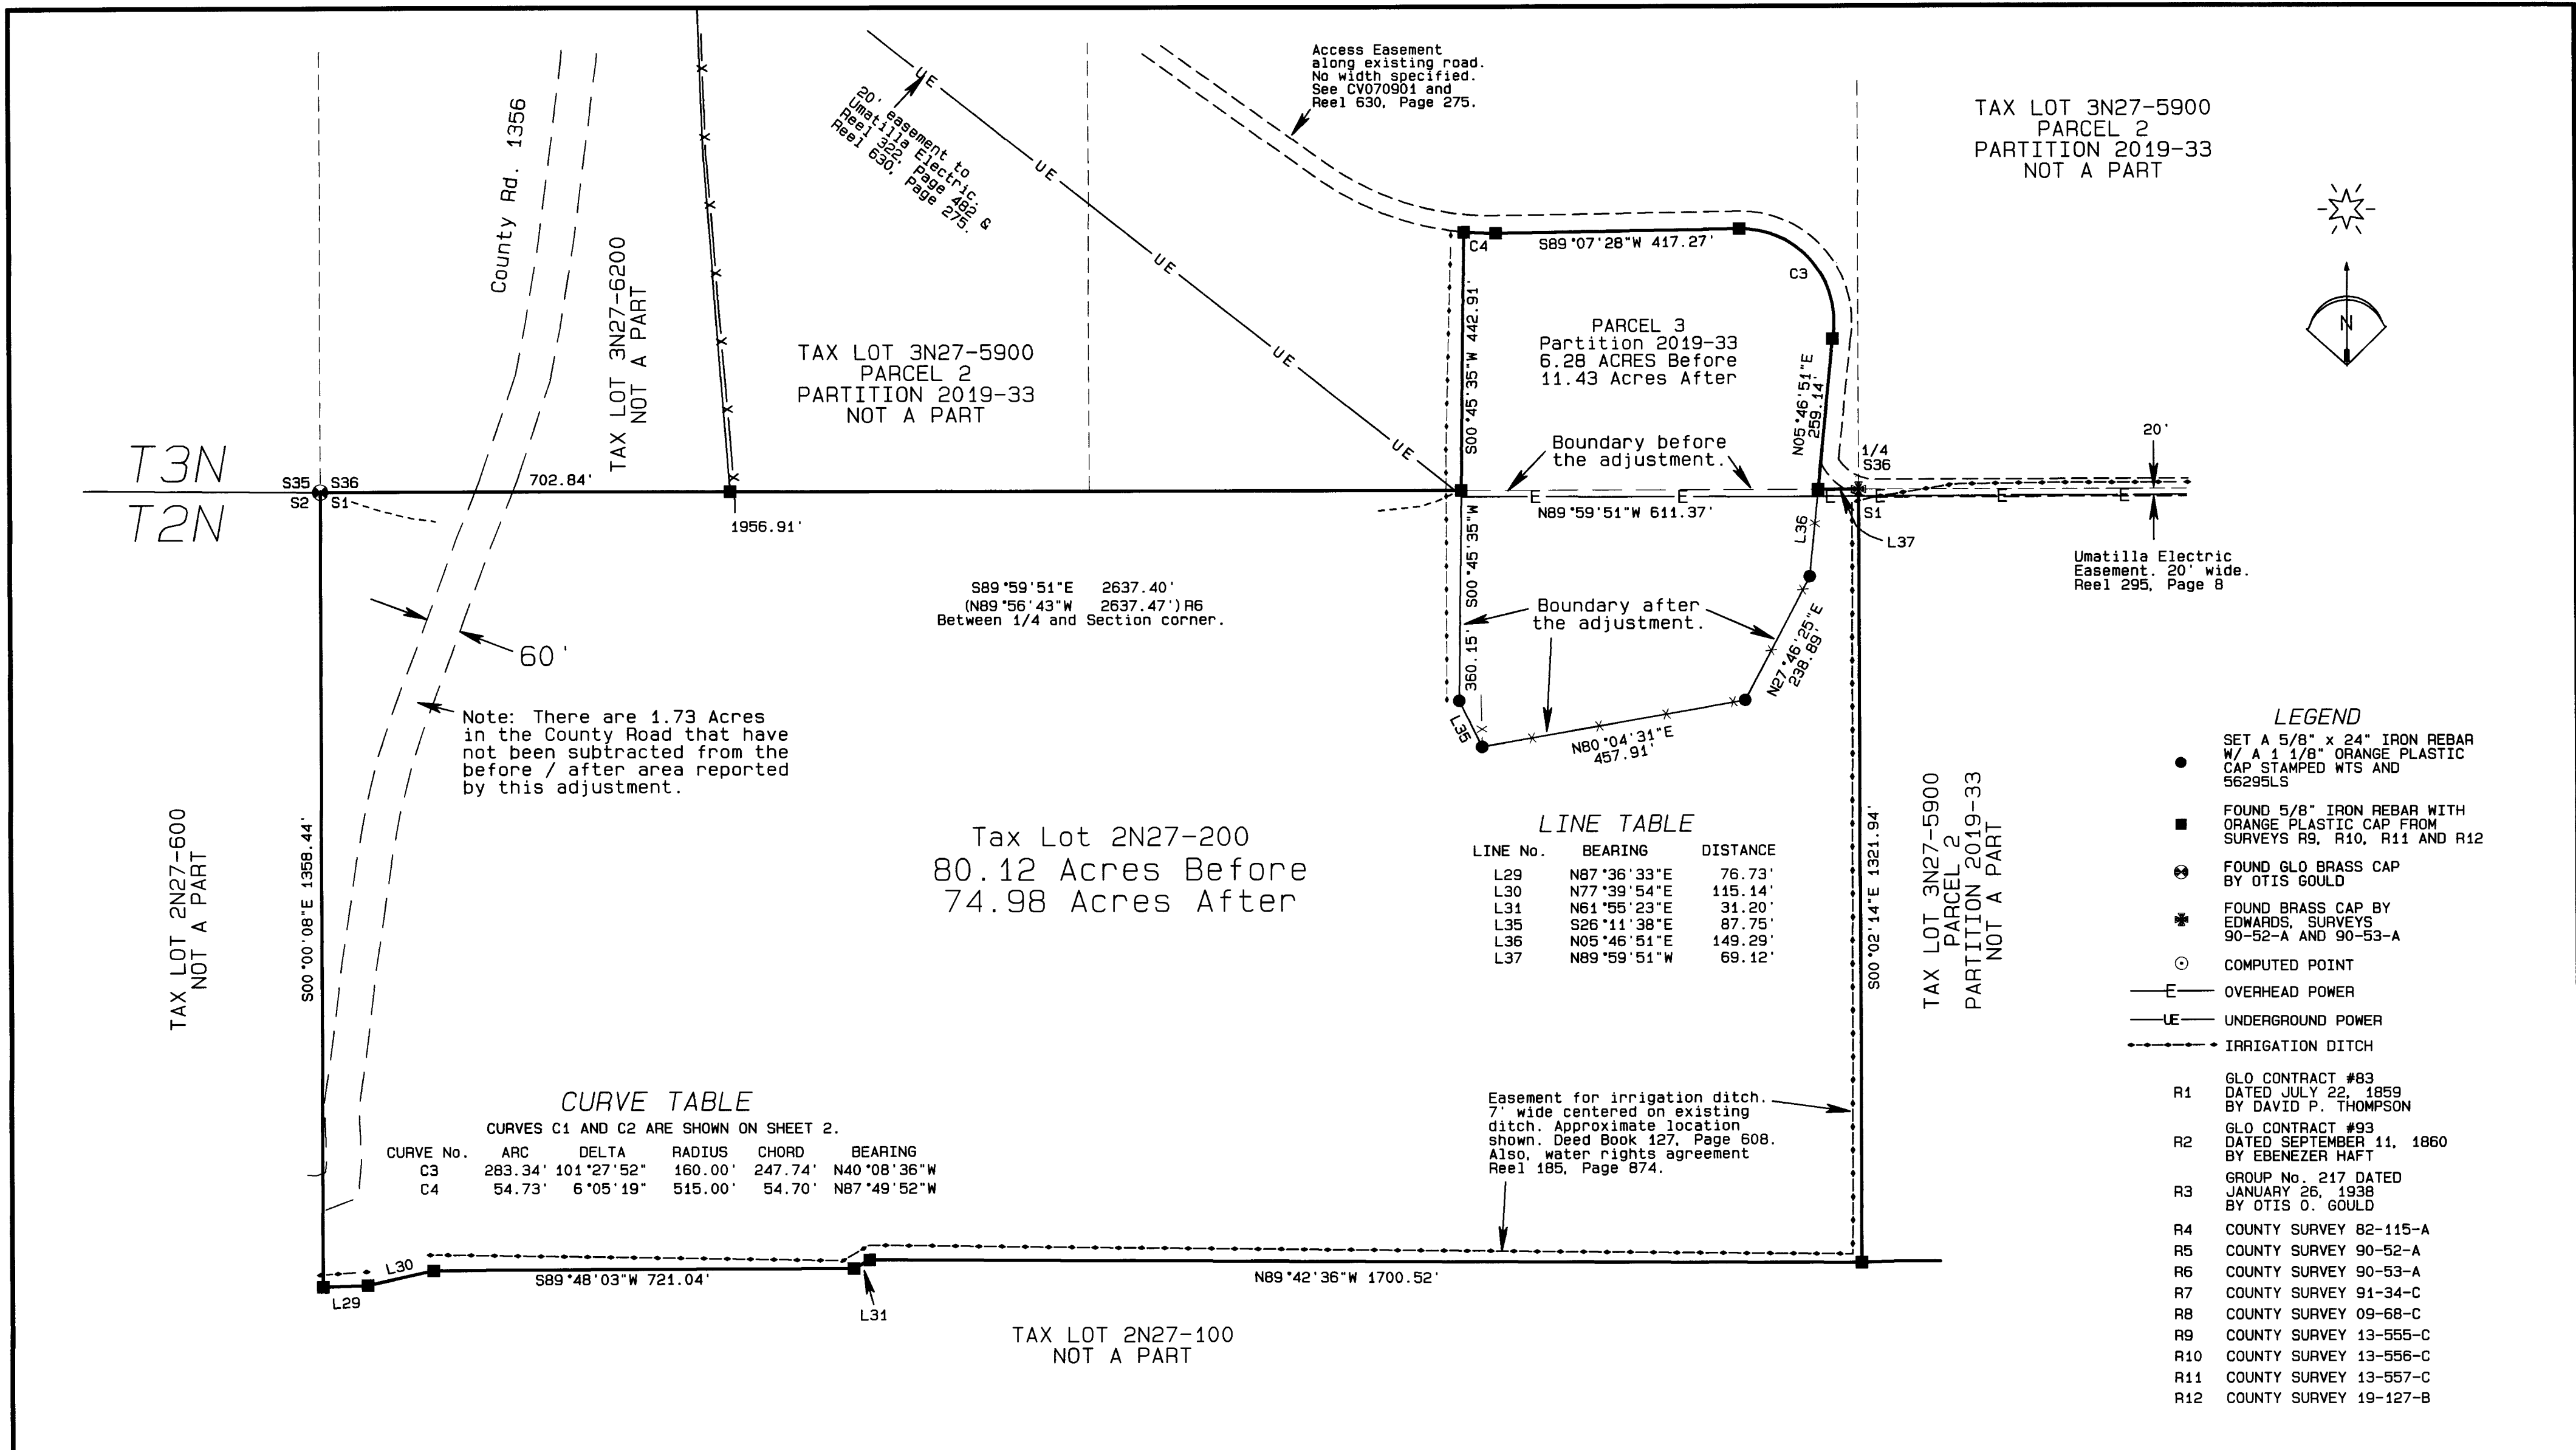 Access Easement
along existing road.
No width specified.
See CV070901 and
Reel 630, Page 275.
TAX LOT 3N27-5900
PARCEL 2
PARTITION 2019-33
NOT A PART
County Rd. 1356
20' easement to
Umatilla Electric.
Reel 322, Page 482 &
Reel 630, Page 275.
UE
UE
UE
UE
UE
TAX LOT 3N27-6200
NOT A PART
TAX LOT 3N27-5900
PARCEL 2
PARTITION 2019-33
NOT A PART
C4
S89°07'28"W 417.27'
C3
S00°45'35"W 442.91'
PARCEL 3
Partition 2019-33
6.28 ACRES Before
11.43 Acres After
N05°46'51"E
259.14'
N
Boundary before
the adjustment.
1/4
S36
20'
T3N
S35 S36
702.84'
S2 S1
T2N
1956.91'
E
E
E
E
E
E
N89°59'51"W 611.37'
S1
L36
L37
Umatilla Electric
Easement. 20' wide.
Reel 295, Page 8
S89°59'51"E 2637.40'
(N89°56'43"W 2637.47')R6
Between 1/4 and Section corner.
360.15' S00°45'35"W
Boundary after
the adjustment.
N27°46'25"E
238.89'
60'
Note: There are 1.73 Acres
in the County Road that have
not been subtracted from the
before / after area reported
by this adjustment.
L35
N80°04'31"E
457.91'
TAX LOT 2N27-600
NOT A PART
S00°00'08"E 1358.44'
Tax Lot 2N27-200
80.12 Acres Before
74.98 Acres After
LINE TABLE
LINE No. BEARING DISTANCE
L29 N87°36'33"E 76.73'
L30 N77°39'54"E 115.14'
L31 N61°55'23"E 31.20'
L35 S26°11'38"E 87.75'
L36 N05°46'51"E 149.29'
L37 N89°59'51"W 69.12'
S00°02'14"E 1321.94'
TAX LOT 3N27-5900
PARCEL 2
PARTITION 2019-33
NOT A PART
LEGEND
SET A 5/8" x 24" IRON REBAR
W/ A 1 1/8" ORANGE PLASTIC
CAP STAMPED WTS AND
56295LS
FOUND 5/8" IRON REBAR WITH
ORANGE PLASTIC CAP FROM
SURVEYS R9, R10, R11 AND R12
FOUND GLO BRASS CAP
BY OTIS GOULD
FOUND BRASS CAP BY
EDWARDS, SURVEYS
90-52-A AND 90-53-A
COMPUTED POINT
E OVERHEAD POWER
UE UNDERGROUND POWER
IRRIGATION DITCH
R1 GLO CONTRACT #83
DATED JULY 22, 1859
BY DAVID P. THOMPSON
R2 GLO CONTRACT #93
DATED SEPTEMBER 11, 1860
BY EBENEZER HAFT
R3 GROUP No. 217 DATED
JANUARY 26, 1938
BY OTIS O. GOULD
R4 COUNTY SURVEY 82-115-A
R5 COUNTY SURVEY 90-52-A
R6 COUNTY SURVEY 90-53-A
R7 COUNTY SURVEY 91-34-C
R8 COUNTY SURVEY 09-68-C
R9 COUNTY SURVEY 13-555-C
R10 COUNTY SURVEY 13-556-C
R11 COUNTY SURVEY 13-557-C
R12 COUNTY SURVEY 19-127-B
CURVE TABLE
CURVES C1 AND C2 ARE SHOWN ON SHEET 2.
CURVE No. ARC DELTA RADIUS CHORD BEARING
C3 283.34' 101°27'52" 160.00' 247.74' N40°08'36"W
C4 54.73' 6°05'19" 515.00' 54.70' N87°49'52"W
Easement for irrigation ditch.
7' wide centered on existing
ditch. Approximate location
shown. Deed Book 127, Page 608.
Also, water rights agreement
Reel 185, Page 874.
L30
L29
S89°48'03"W 721.04'
L31
N89°42'36"W 1700.52'
TAX LOT 2N27-100
NOT A PART